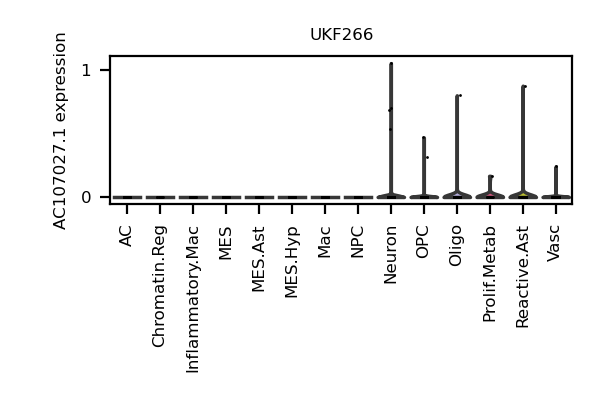 UKF266
AC107027.1 expression
1
0
AC
Chromatin.Reg
Inflammatory.Mac
MES
MES.Ast
MES.Hyp
Mac
NPC
Neuron
OPC
Oligo
Prolif.Metab
Reactive.Ast
Vasc